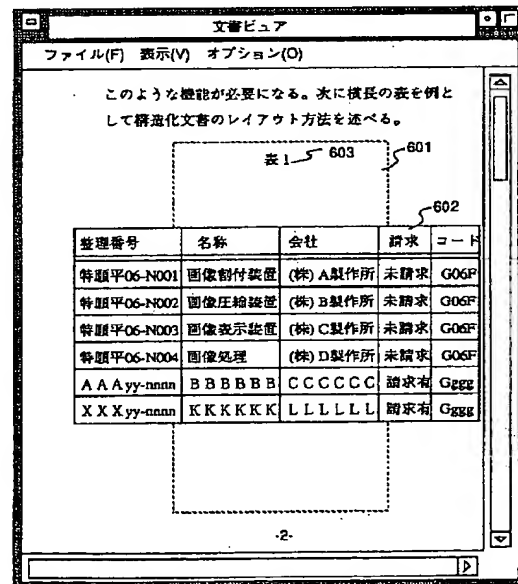 文書ビュア
ファイル(F) 表示(V) オプション(O)
このような機能が必要になる。次に横長の表を例と
して構造化文書のレイアウト方法を述べる。
表1 603 601
602
整理番号 名称 会社 請求 コード
特願平06-N001 画像割付装置 (株)A製作所 未請求 G06F
特願平06-N002 画像圧縮装置 (株)B製作所 未請求 G06F
特願平06-N003 画像表示装置 (株)C製作所 未請求 G06F
特願平06-N004 画像処理 (株)D製作所 未請求 G06F
AAAyy-nnnn BBBBBB CCCCCC 請求有 Gggg
XXXyy-nnnn KKKKKK LLLLLL 請求有 Gggg
-2-